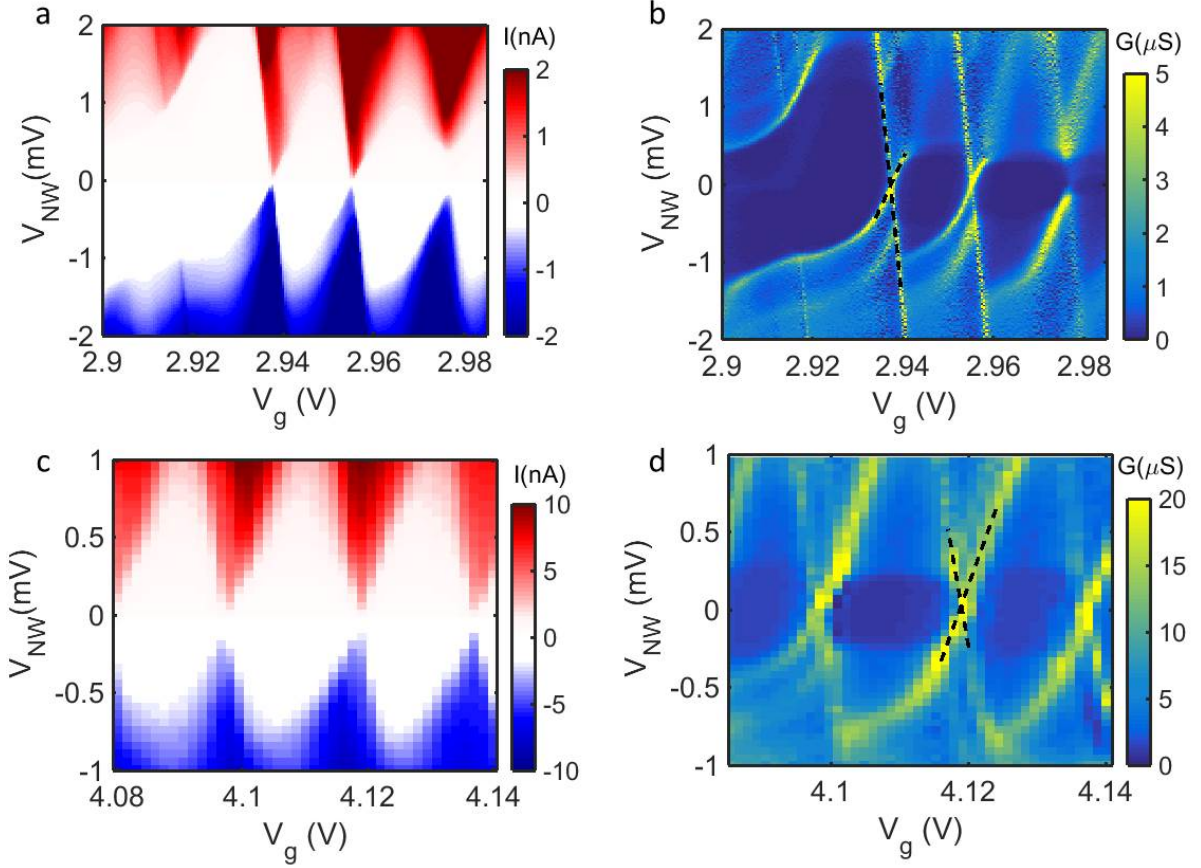 a
I(nA)
2
1
0
-1
-2
2
1
0
-1
-2
V_NW(mV)
2.9 2.92 2.94 2.96 2.98
V_g (V)
b
G(μS)
5
4
3
2
1
0
2
1
0
-1
-2
V_NW(mV)
2.9 2.92 2.94 2.96 2.98
V_g (V)
c
I(nA)
10
5
0
-5
-10
1
0.5
0
-0.5
-1
V_NW(mV)
4.08 4.1 4.12 4.14
V_g (V)
d
G(μS)
20
15
10
5
0
1
0.5
0
-0.5
-1
V_NW (mV)
4.1 4.12 4.14
V_g (V)